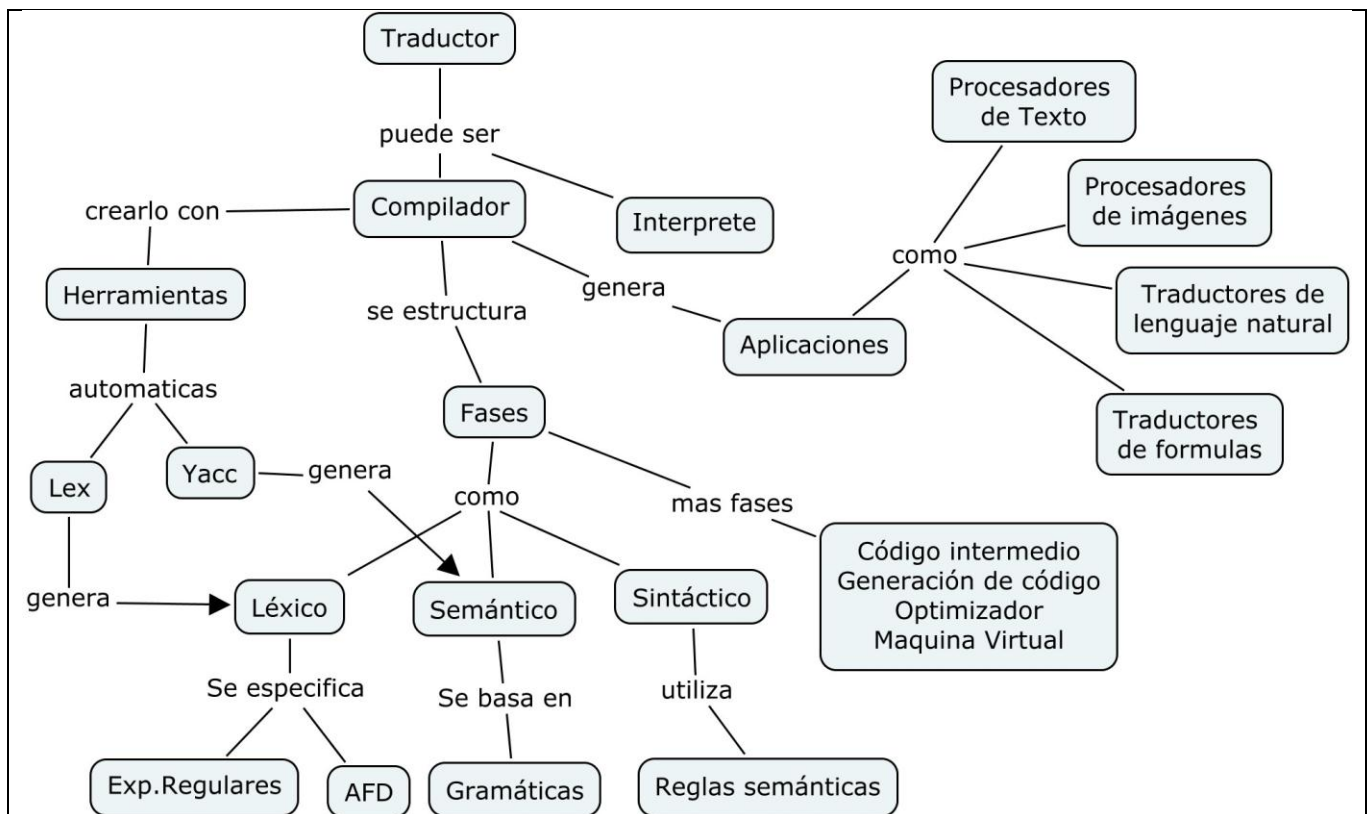 Traductor
puede ser
Compilador
Interprete
crearlo con
Herramientas
automaticas
Lex
Yacc
genera
genera
se estructura
Fases
como
Léxico
Semántico
Sintáctico
Se especifica
Exp.Regulares
AFD
Se basa en
Gramáticas
utiliza
Reglas semánticas
mas fases
Código intermedio
Generación de código
Optimizador
Maquina Virtual
genera
Aplicaciones
como
Procesadores
de Texto
Procesadores
de imágenes
Traductores de
lenguaje natural
Traductores
de formulas